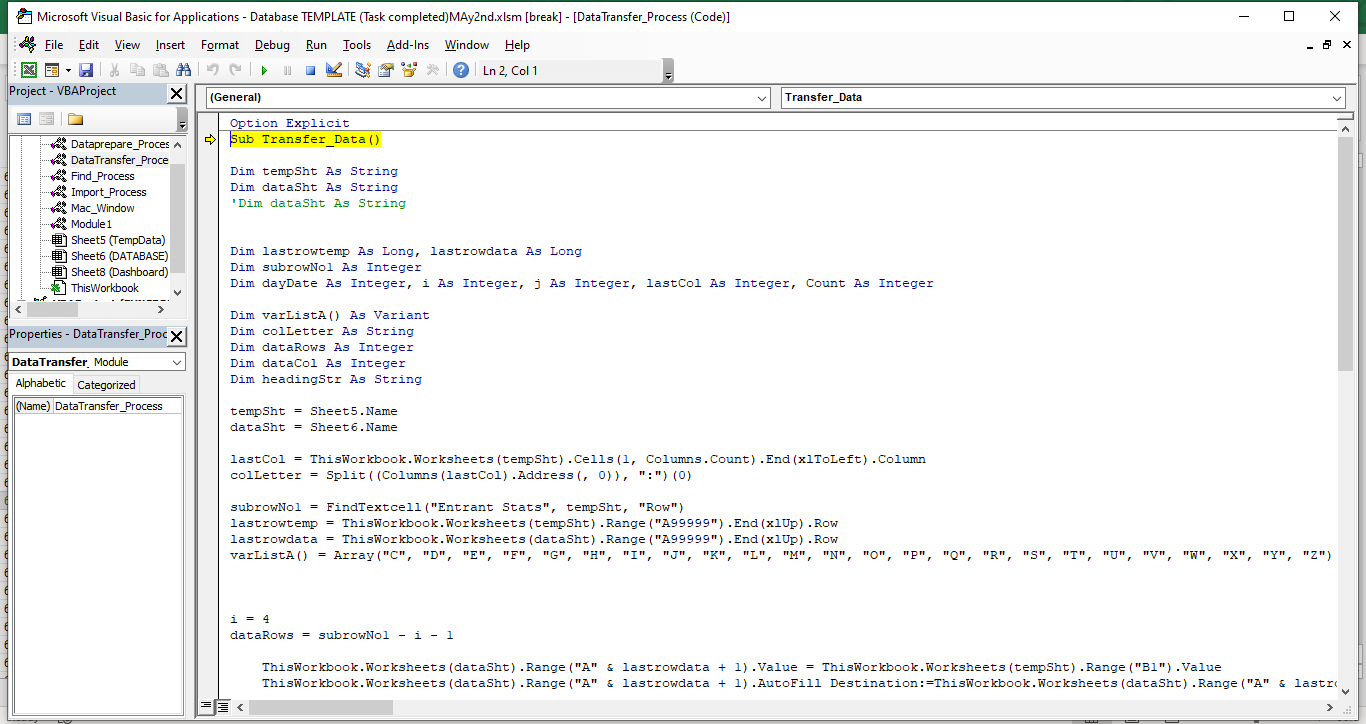 Microsoft Visual Basic for Applications - Database TEMPLATE (Task completed)MAy2nd.xlsm [break] - [DataTransfer_Process (Code)]
File Edit View Insert Format Debug Run Tools Add-Ins Window Help
Ln 2, Col 1
Project - VBAProject
(General)
Transfer_Data
Dataprepare_Proces
DataTransfer_Proce
Find_Process
Import_Process
Mac_Window
Module1
Sheet5 (TempData)
Sheet6 (DATABASE)
Sheet8 (Dashboard)
ThisWorkbook
Properties - DataTransfer_Proc
DataTransfer_ Module
Alphabetic Categorized
(Name) DataTransfer_Process
Option Explicit
Sub Transfer_Data()
Dim tempSht As String
Dim dataSht As String
'Dim dataSht As String
Dim lastrowtemp As Long, lastrowdata As Long
Dim subrowNo1 As Integer
Dim dayDate As Integer, i As Integer, j As Integer, lastCol As Integer, Count As Integer
Dim varListA() As Variant
Dim colLetter As String
Dim dataRows As Integer
Dim dataCol As Integer
Dim headingStr As String
tempSht = Sheet5.Name
dataSht = Sheet6.Name
lastCol = ThisWorkbook.Worksheets(tempSht).Cells(1, Columns.Count).End(xlToLeft).Column
colLetter = Split((Columns(lastCol).Address(, 0)), ":")(0)
subrowNo1 = FindTextcell("Entrant Stats", tempSht, "Row")
lastrowtemp = ThisWorkbook.Worksheets(tempSht).Range("A99999").End(xlUp).Row
lastrowdata = ThisWorkbook.Worksheets(dataSht).Range("A99999").End(xlUp).Row
varListA() = Array("C", "D", "E", "F", "G", "H", "I", "J", "K", "L", "M", "N", "O", "P", "Q", "R", "S", "T", "U", "V", "W", "X", "Y", "Z")
i = 4
dataRows = subrowNo1 - i - 1
ThisWorkbook.Worksheets(dataSht).Range("A" & lastrowdata + 1).Value = ThisWorkbook.Worksheets(tempSht).Range("B1").Value
ThisWorkbook.Worksheets(dataSht).Range("A" & lastrowdata + 1).AutoFill Destination:=ThisWorkbook.Worksheets(dataSht).Range("A" & lastro